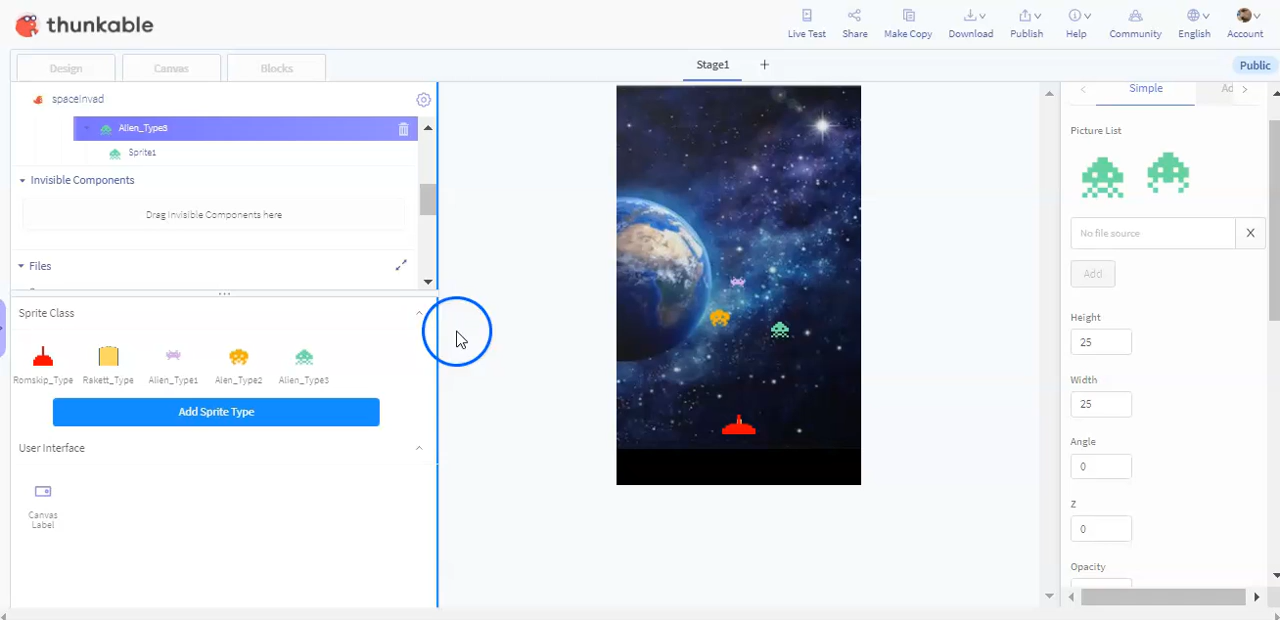 thunkable
Live Test
Share
Make Copy
Download
Publish
Help
Community
English
Account
Design
Canvas
Blocks
Stage1
+
Public
spaceInvad
Alien_Type3
Sprite1
Invisible Components
Drag Invisible Components here
Files
Sprite Class
Romskip_Type
Rakett_Type
Alien_Type1
Alen_Type2
Alien_Type3
Add Sprite Type
User Interface
Canvas
Label
Simple
Ad
Picture List
No file source
X
Add
Height
25
Width
25
Angle
0
Z
0
Opacity